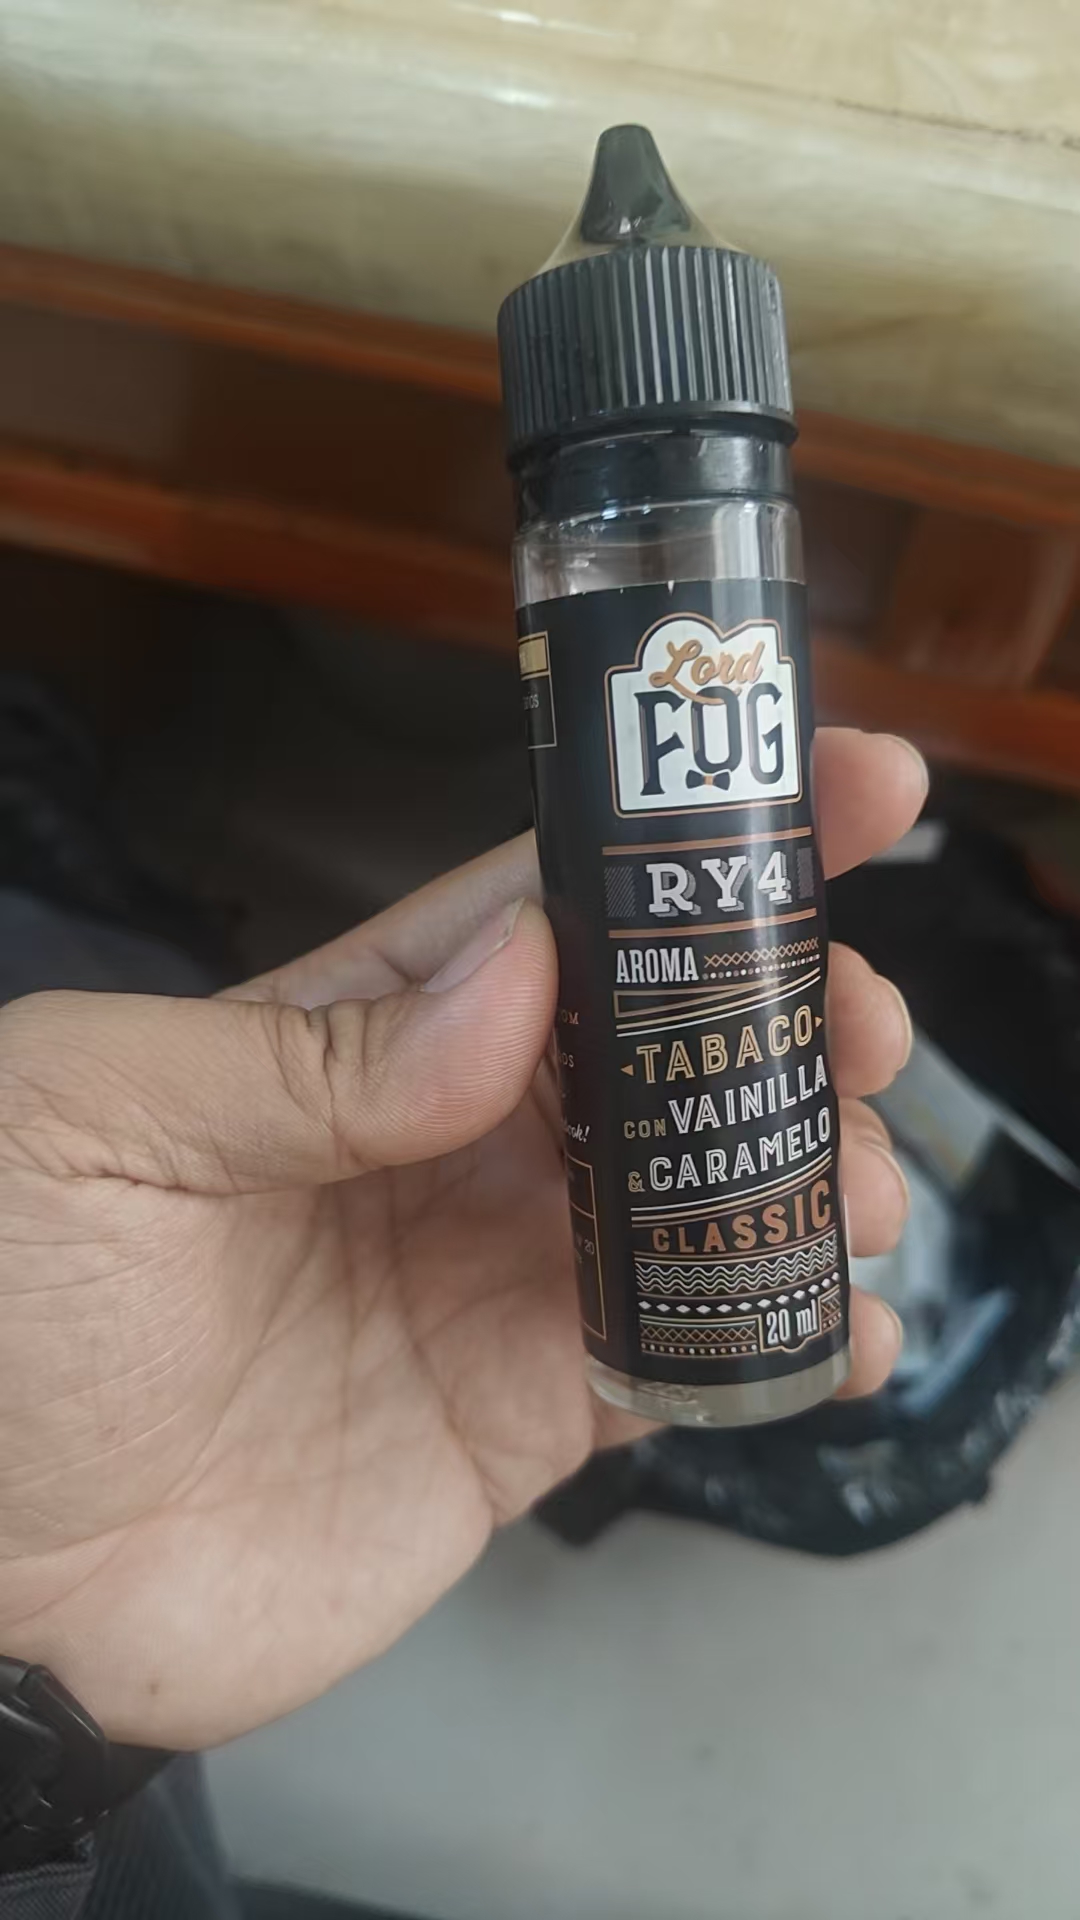 Lord
FOG
RY4
AROMA
TABACO
CON VAINILLA
& CARAMELO
CLASSIC
20 ml